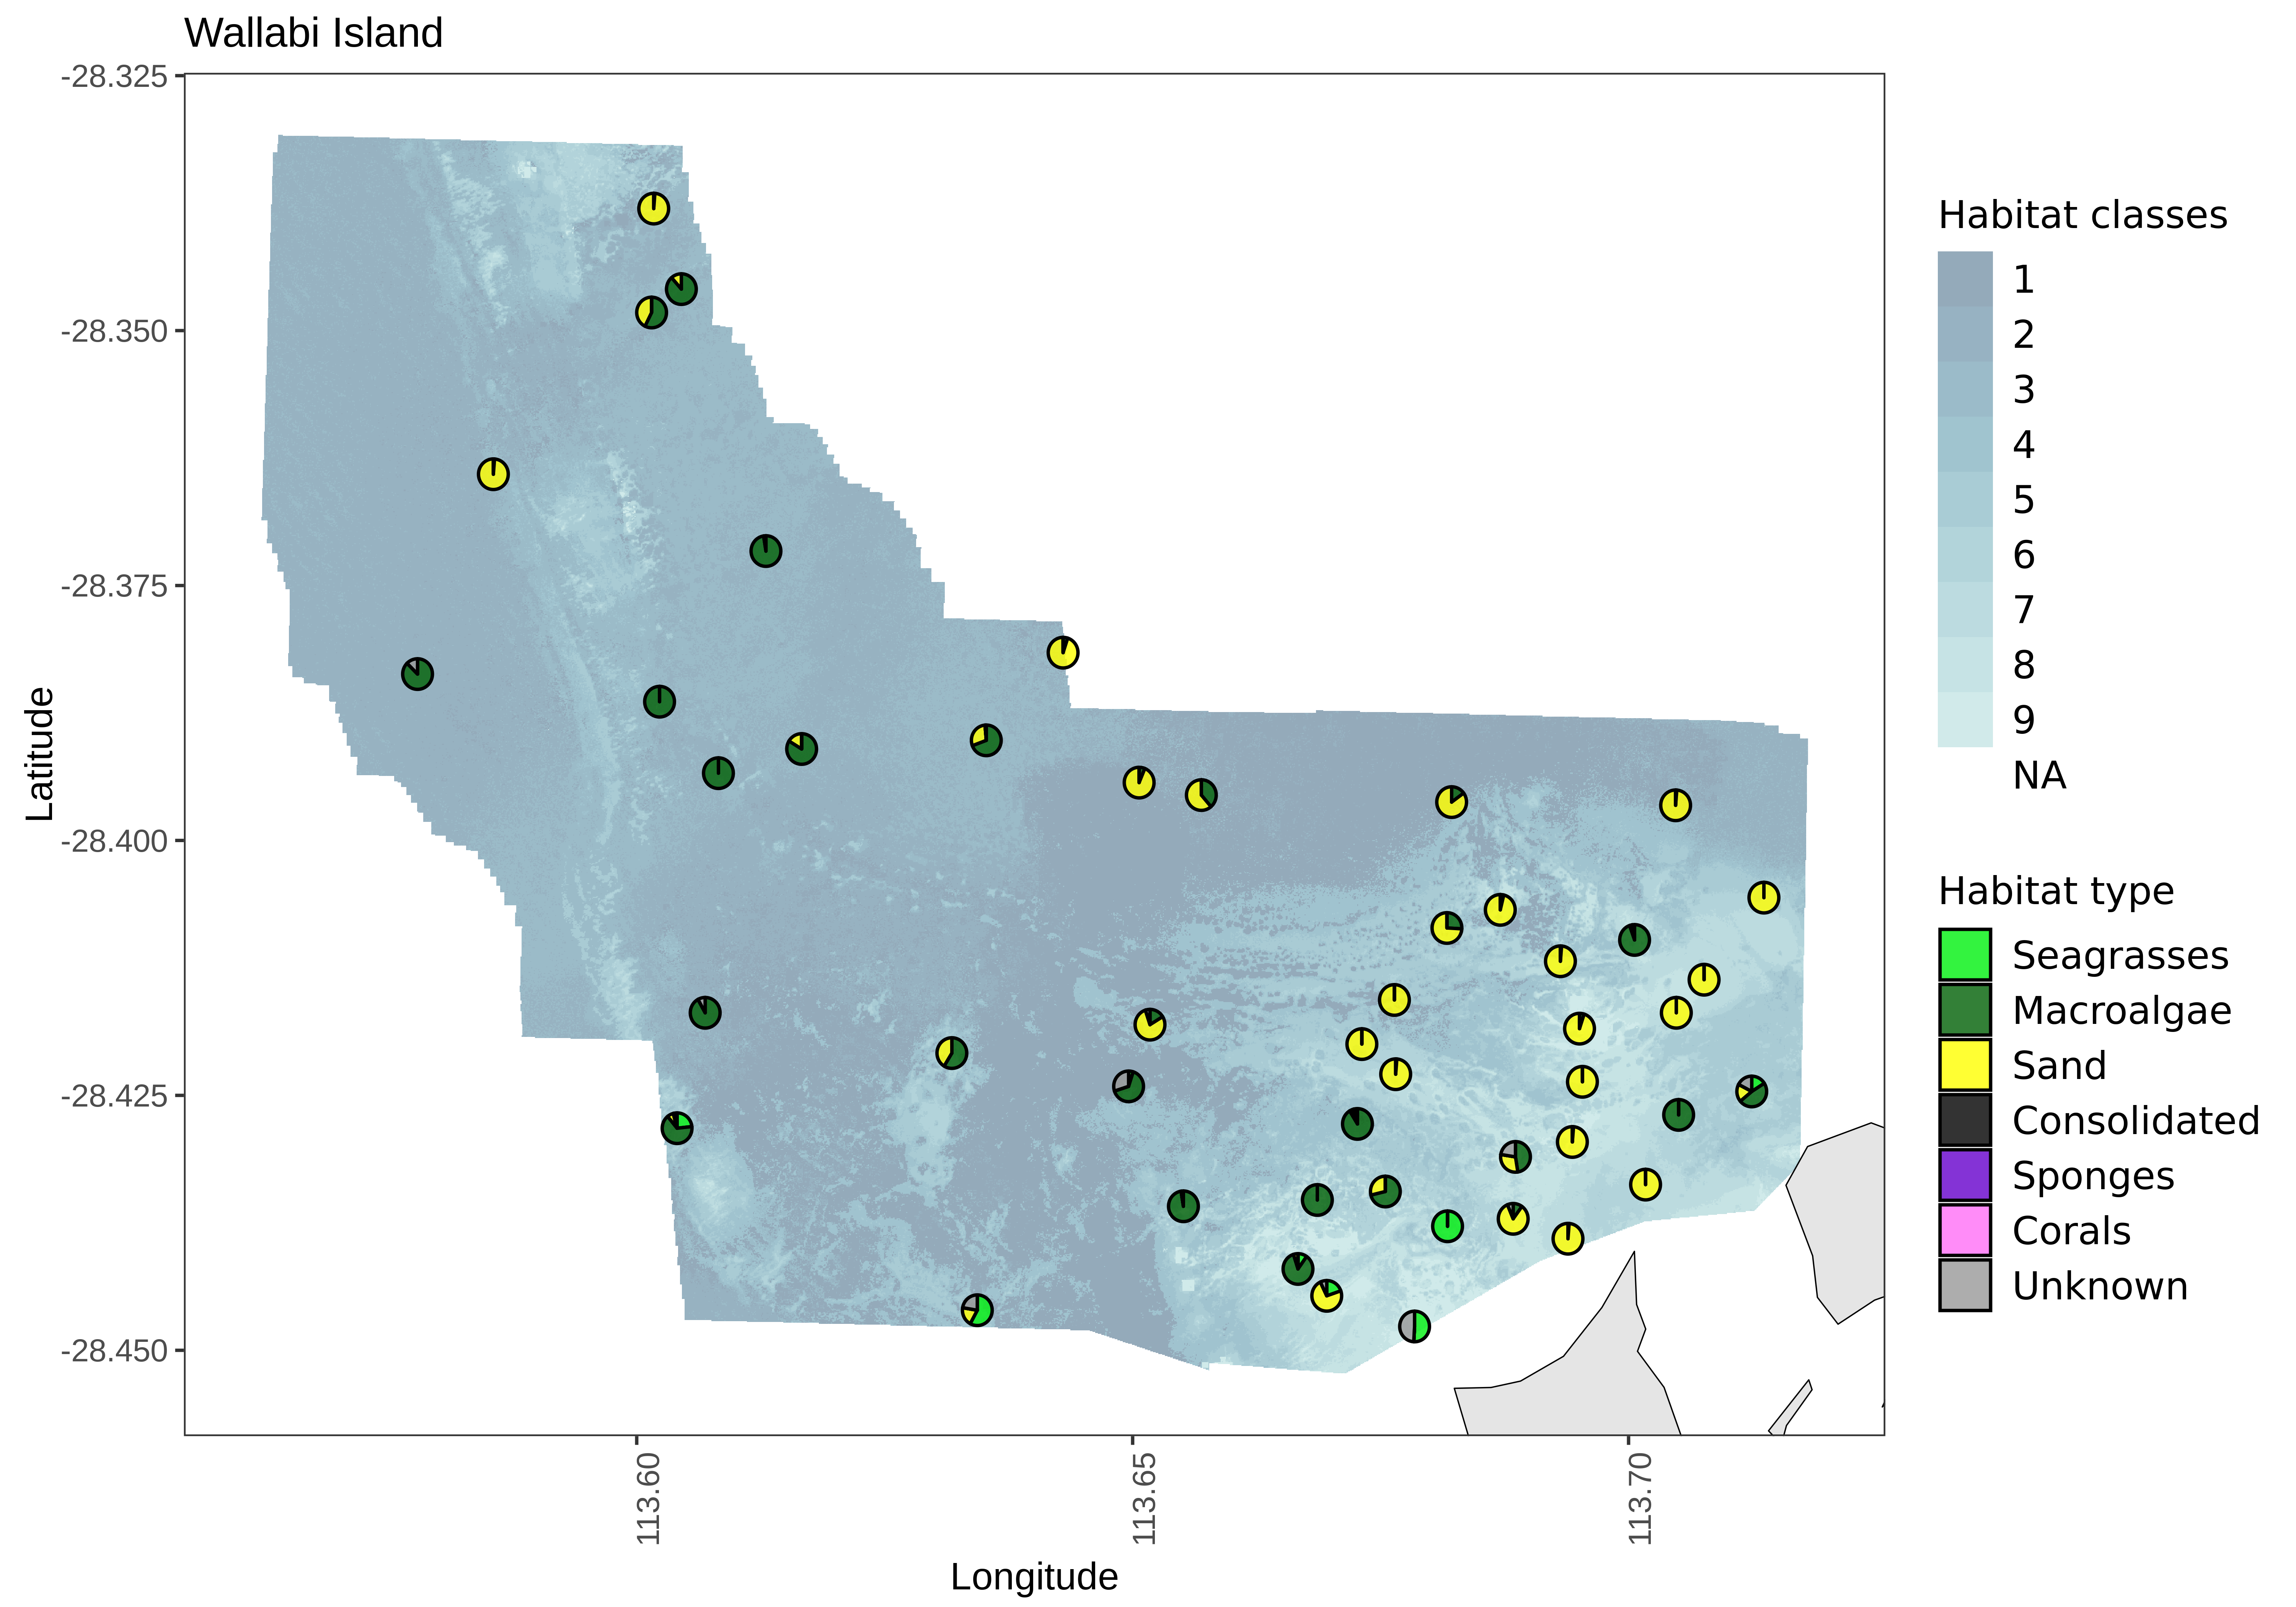 Wallabi Island
-28.325
-28.350
-28.375
-28.400
-28.425
-28.450
Latitude
113.60
113.65
113.70
Longitude
Habitat classes
1
2
3
4
5
6
7
8
9
NA
Habitat type
Seagrasses
Macroalgae
Sand
Consolidated
Sponges
Corals
Unknown